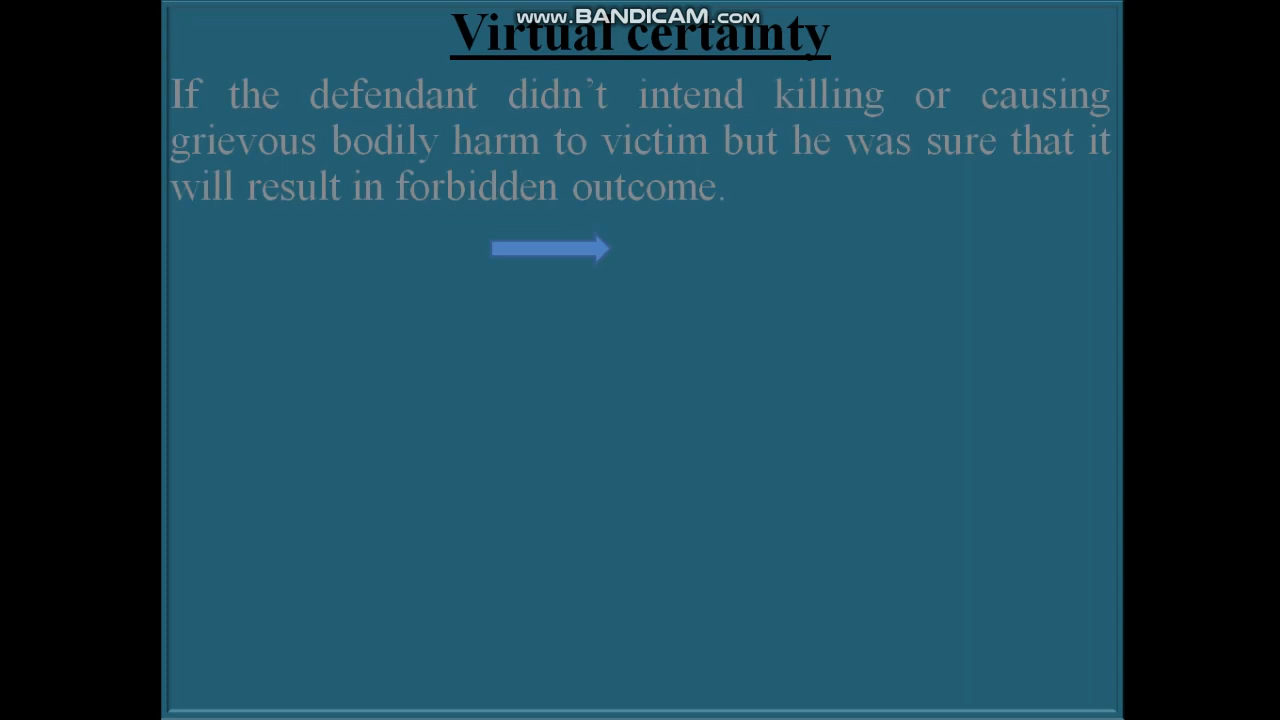 www.BANDICAM.com
Virtual certainty
If the defendant didn’t intend killing or causing
grievous bodily harm to victim but he was sure that it
will result in forbidden outcome.